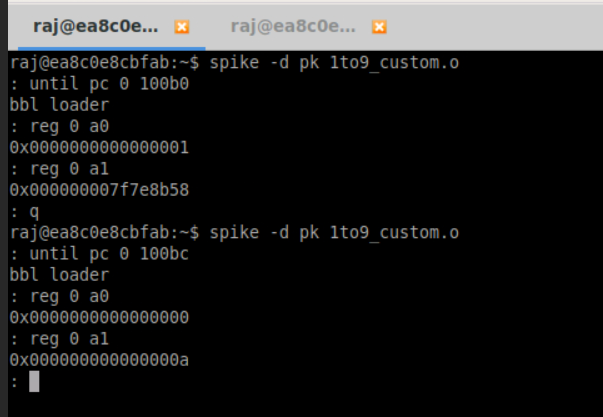 raj@ea8c0e... raj@ea8c0e...
raj@ea8c0e8cbfab:~$ spike -d pk 1to9_custom.o
: until pc 0 100b0
bbl loader
: reg 0 a0
0x0000000000000001
: reg 0 a1
0x000000007f7e8b58
: q
raj@ea8c0e8cbfab:~$ spike -d pk 1to9_custom.o
: until pc 0 100bc
bbl loader
: reg 0 a0
0x0000000000000000
: reg 0 a1
0x000000000000000a
: